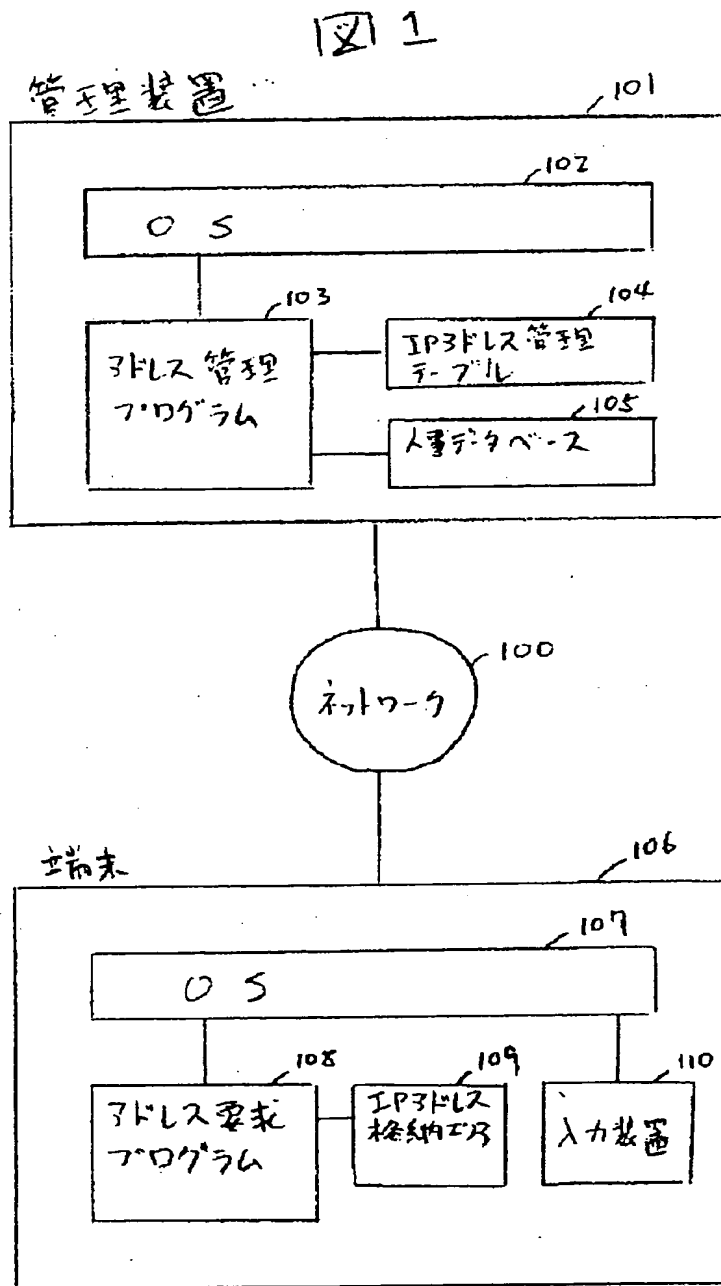 図1
管理装置
101
102
OS
103
アドレス管理
プログラム
104
IPアドレス管理
テーブル
105
人事データベース
100
ネットワーク
端末
106
107
OS
108
アドレス要求
プログラム
109
IPアドレス
格納エリア
110
入力装置